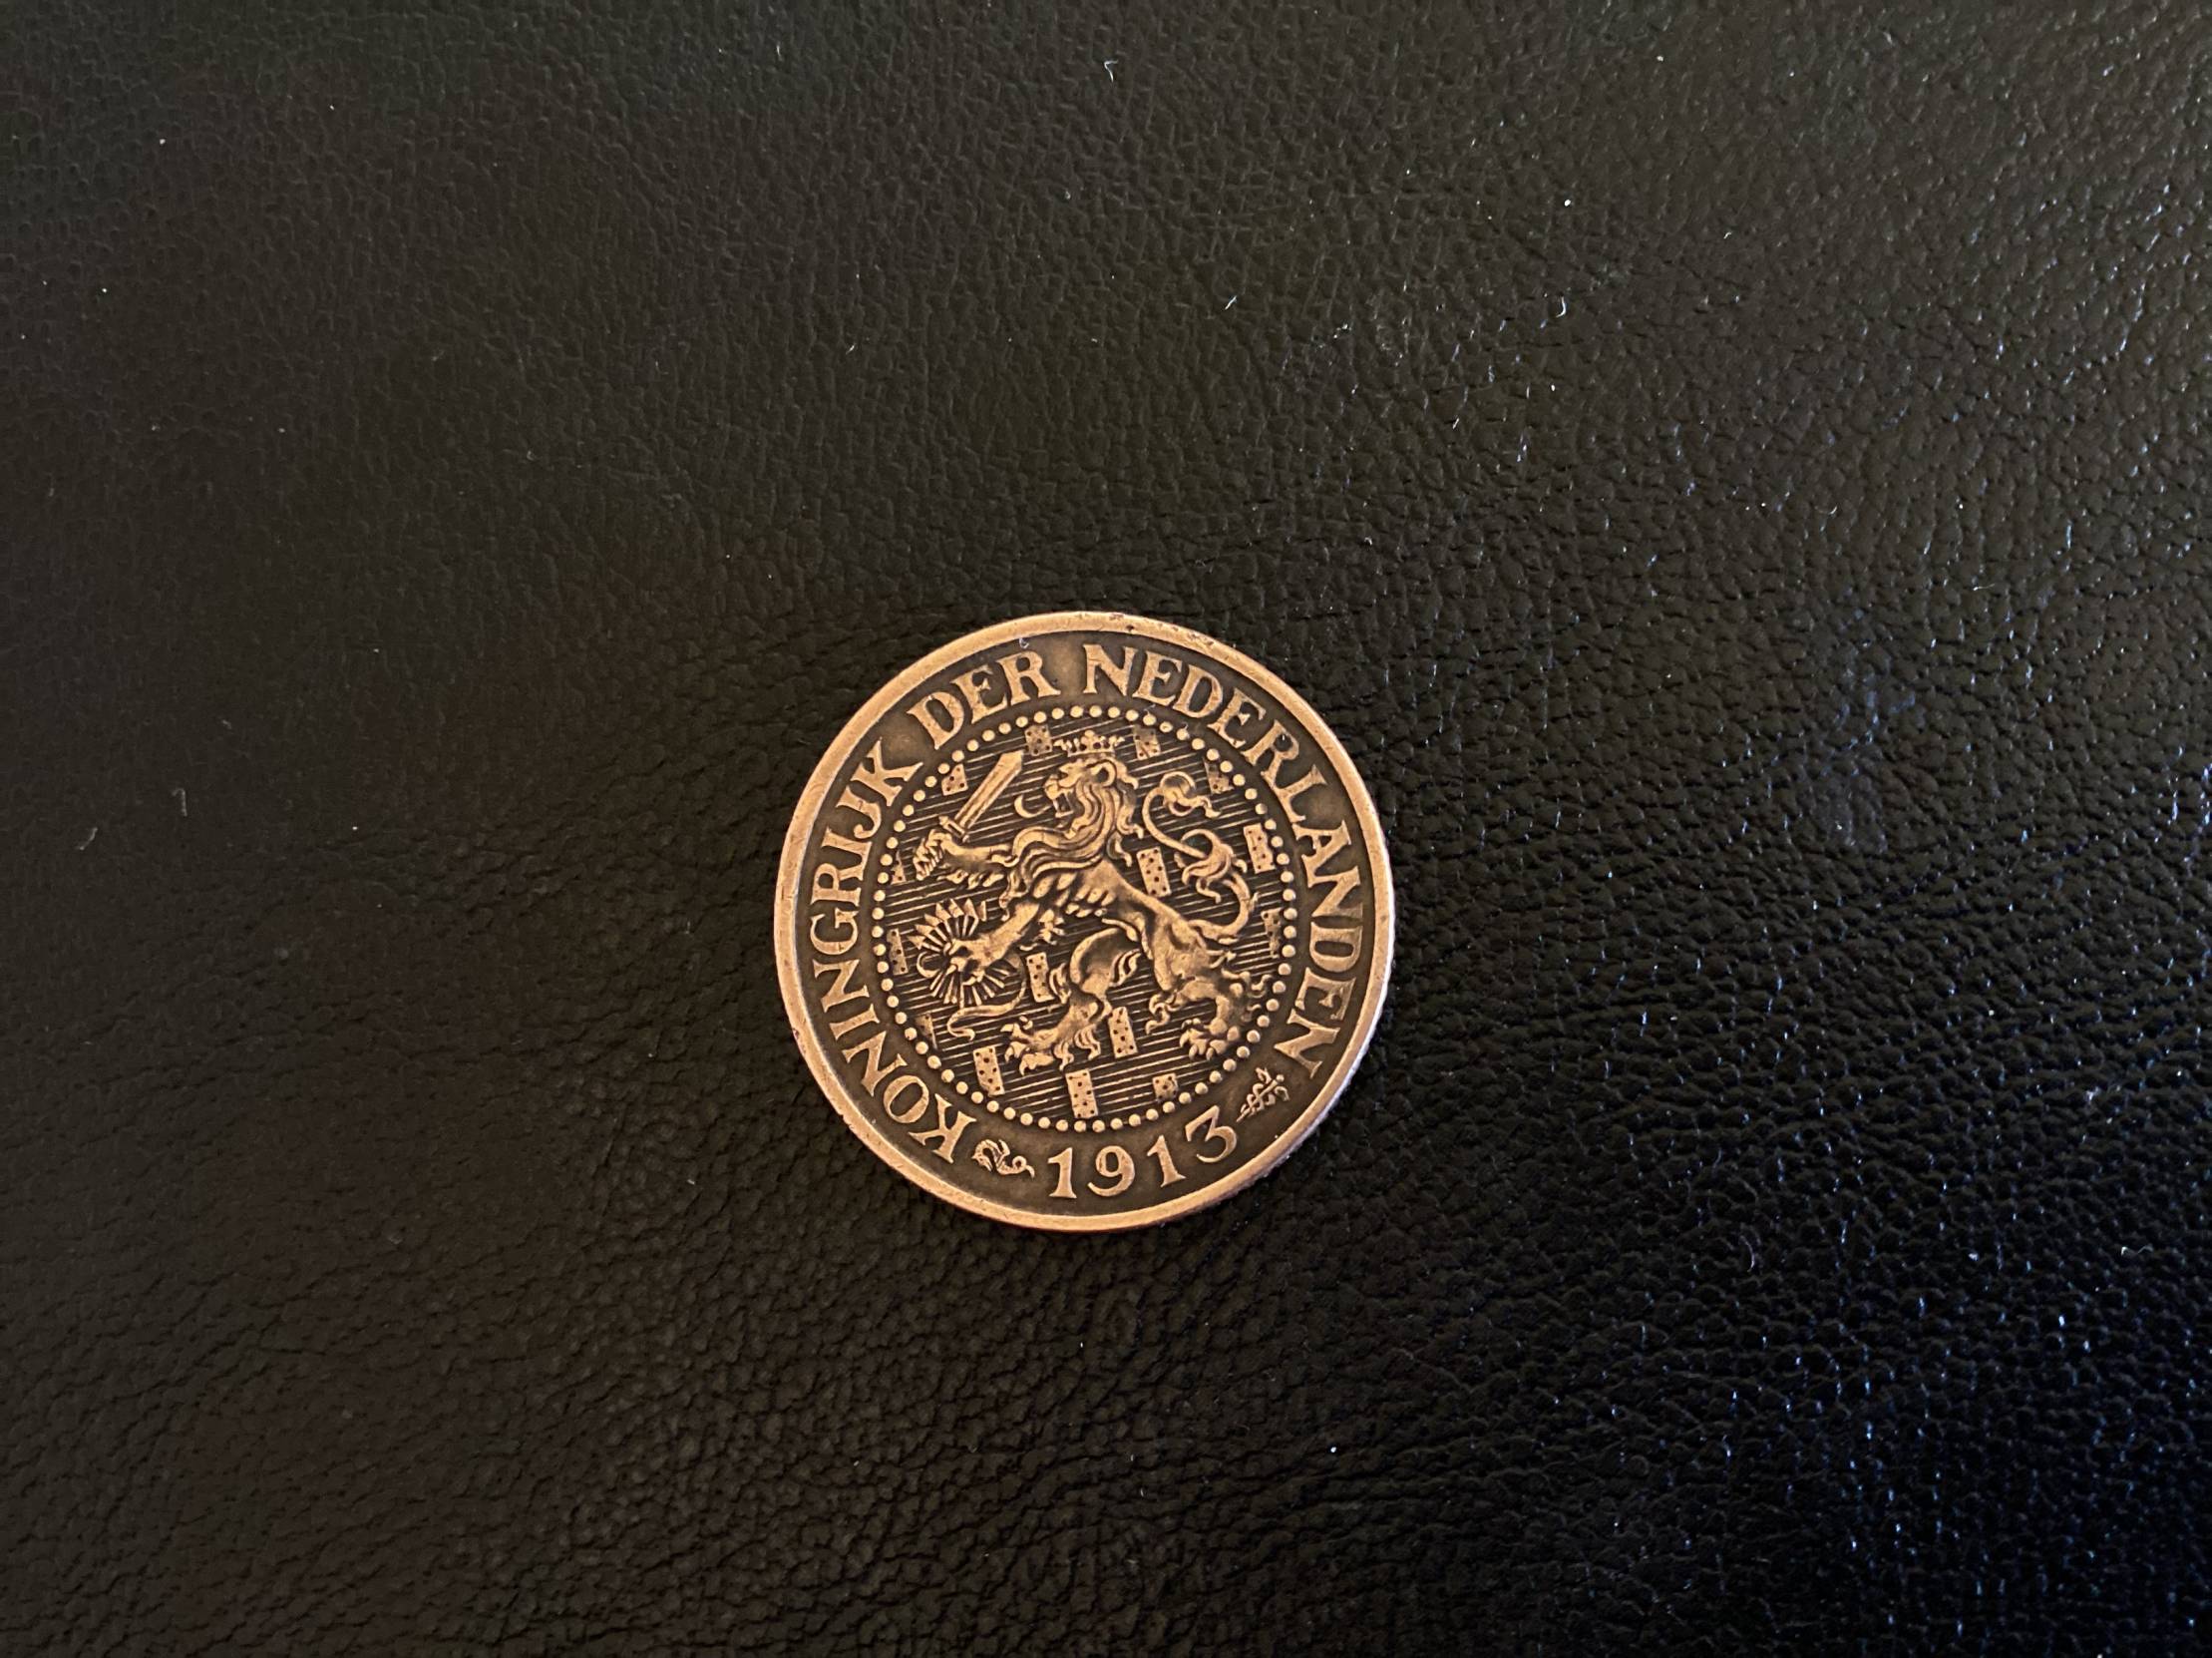 KONINGRIJK DER NEDERLANDEN
1913